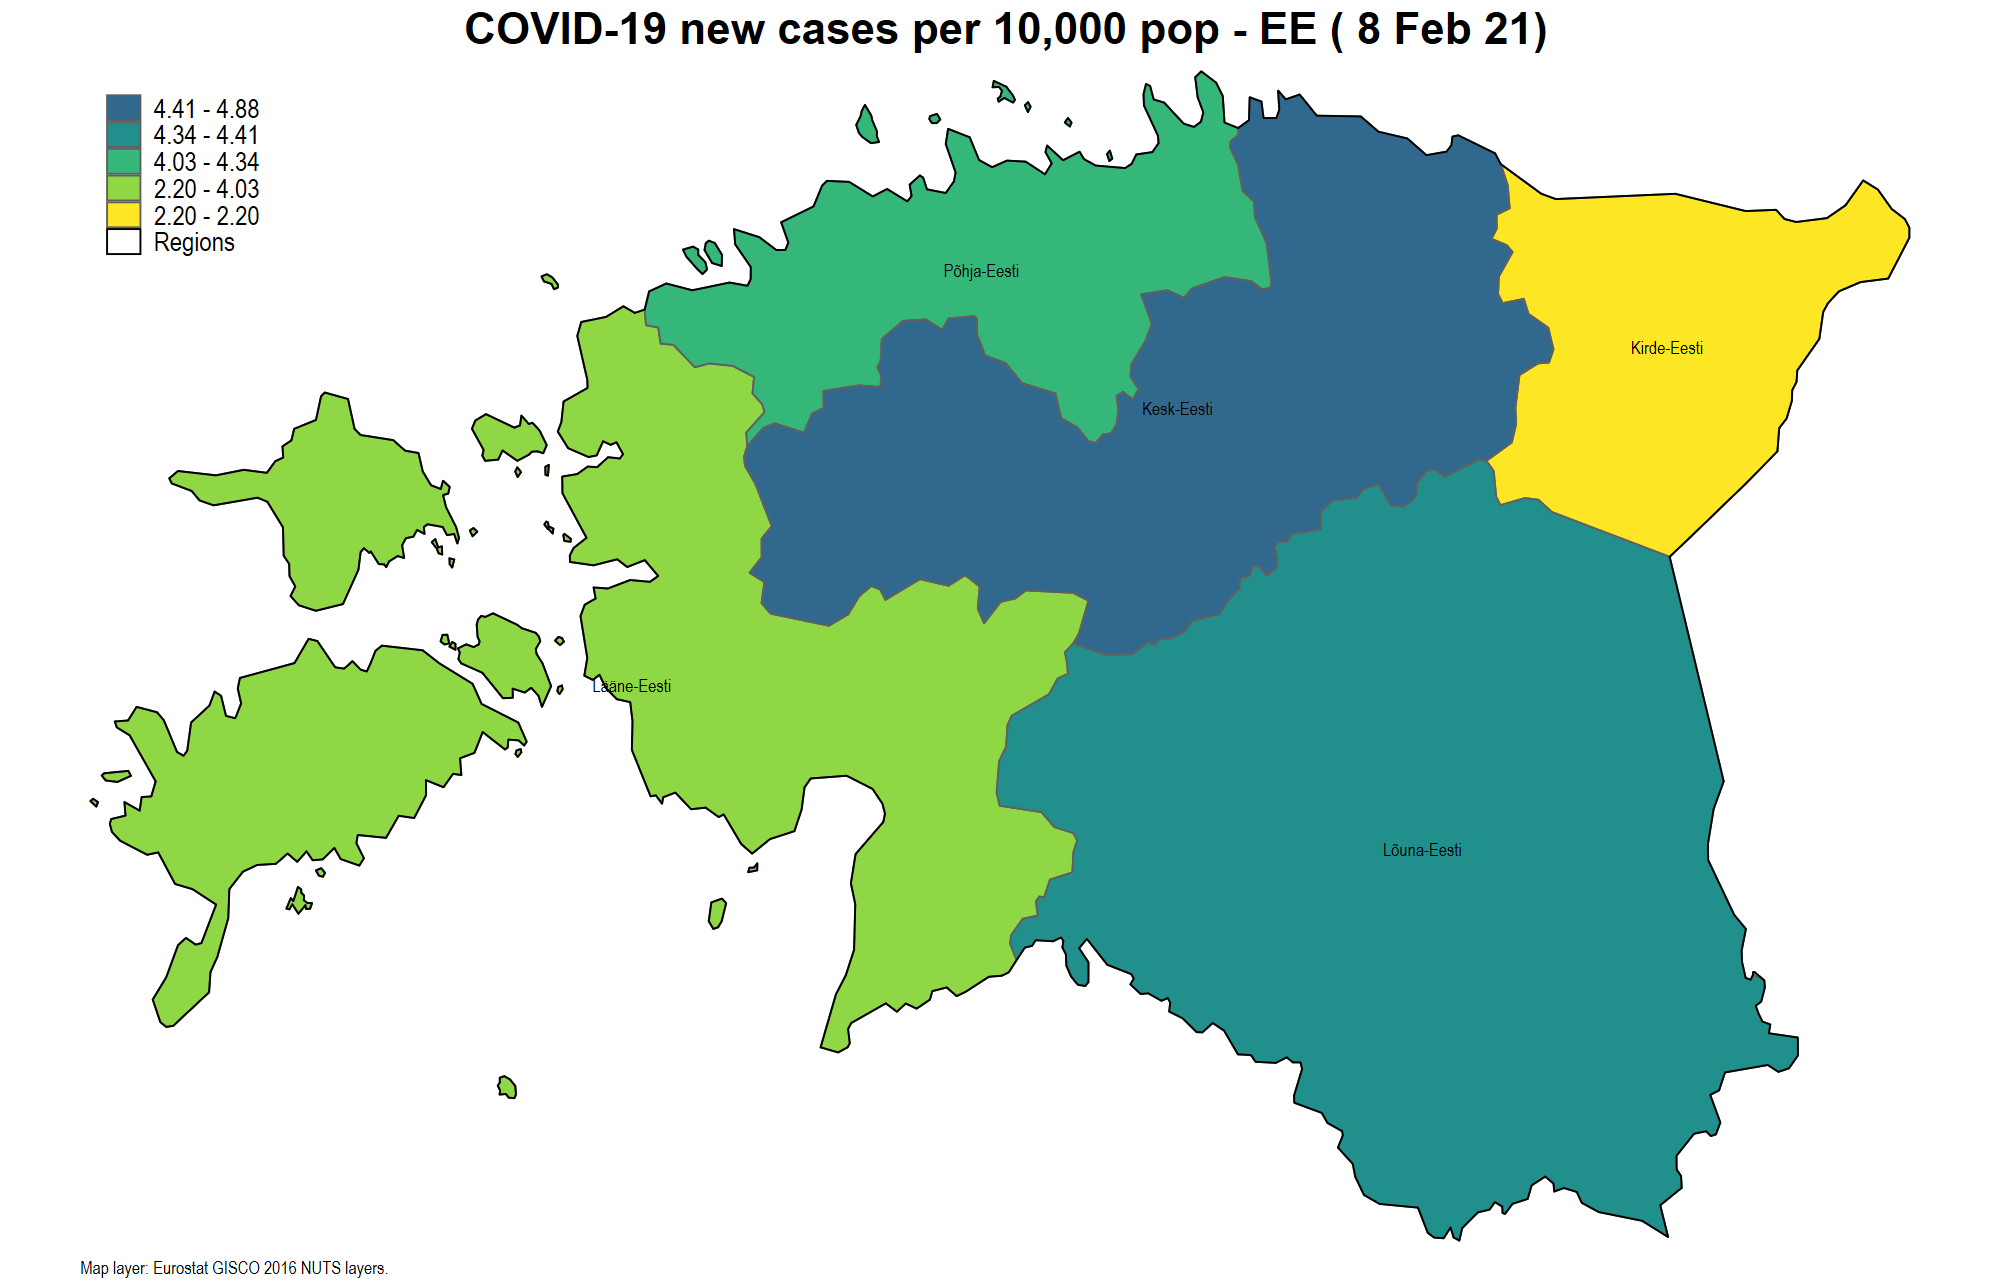 COVID-19 new cases per 10,000 pop - EE ( 8 Feb 21)
4.41 - 4.88
4.34 - 4.41
4.03 - 4.34
2.20 - 4.03
2.20 - 2.20
Regions
Põhja-Eesti
Kirde-Eesti
Kesk-Eesti
Lääne-Eesti
Lõuna-Eesti
Map layer: Eurostat GISCO 2016 NUTS layers.